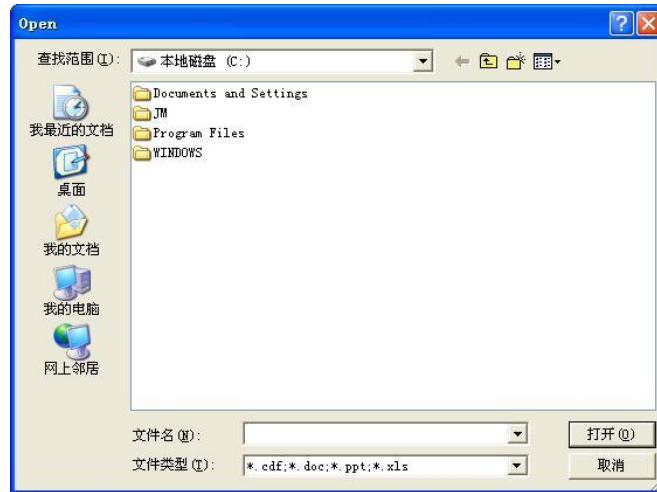 Open
查找范围(I):
本地磁盘 (C:)
Documents and Settings
JM
Program Files
WINDOWS
我最近的文档
桌面
我的文档
我的电脑
网上邻居
文件名(N):
打开(O)
文件类型(T):
*.cdf;*.doc;*.ppt;*.xls
取消